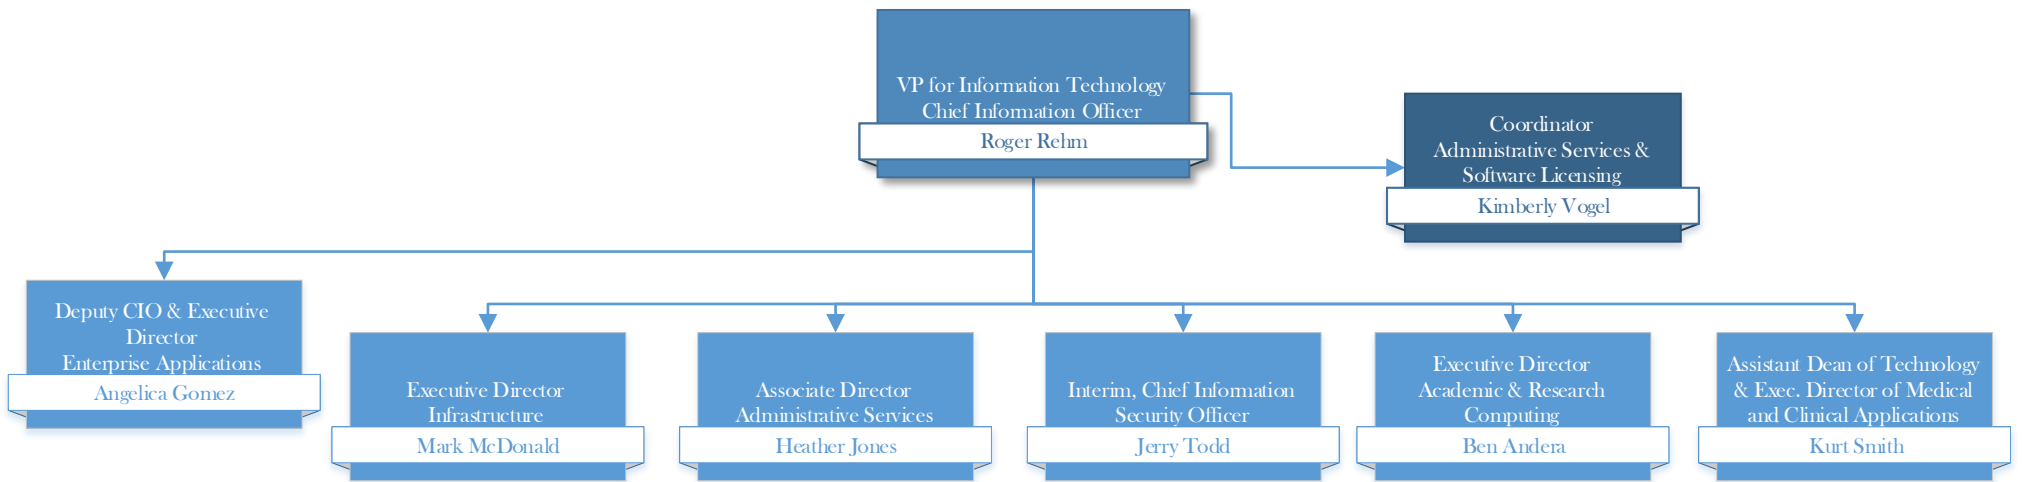 VP for Information Technology
Chief Information Officer
Roger Rehm
Coordinator
Administrative Services &
Software Licensing
Kimberly Vogel
Deputy CIO & Executive
Director
Enterprise Applications
Angelica Gomez
Executive Director
Infrastructure
Mark McDonald
Associate Director
Administrative Services
Heather Jones
Interim, Chief Information
Security Officer
Jerry Todd
Executive Director
Academic & Research
Computing
Ben Andera
Assistant Dean of Technology
& Exec. Director of Medical
and Clinical Applications
Kurt Smith